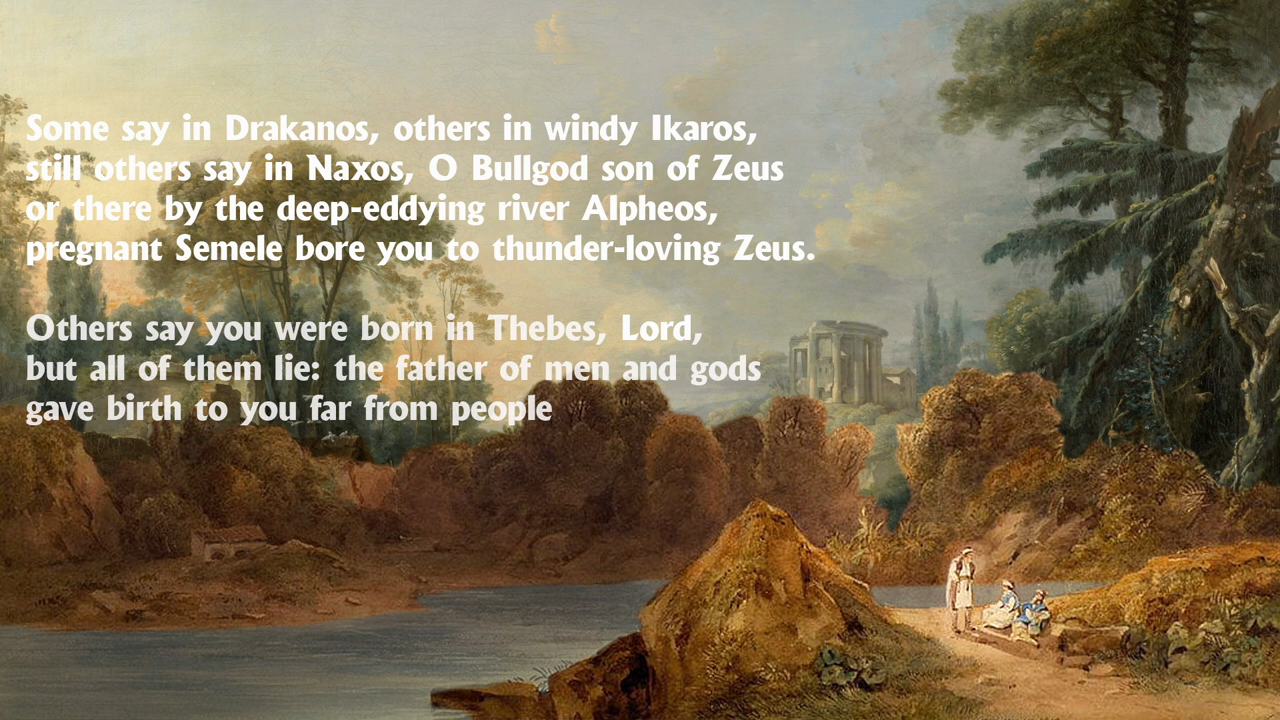 Some say in Drakanos, others in windy Ikaros,
still others say in Naxos, O Bullgod son of Zeus
or there by the deep-eddying river Alpheos,
pregnant Semele bore you to thunder-loving Zeus.
Others say you were born in Thebes, Lord,
but all of them lie: the father of men and gods
gave birth to you far from people